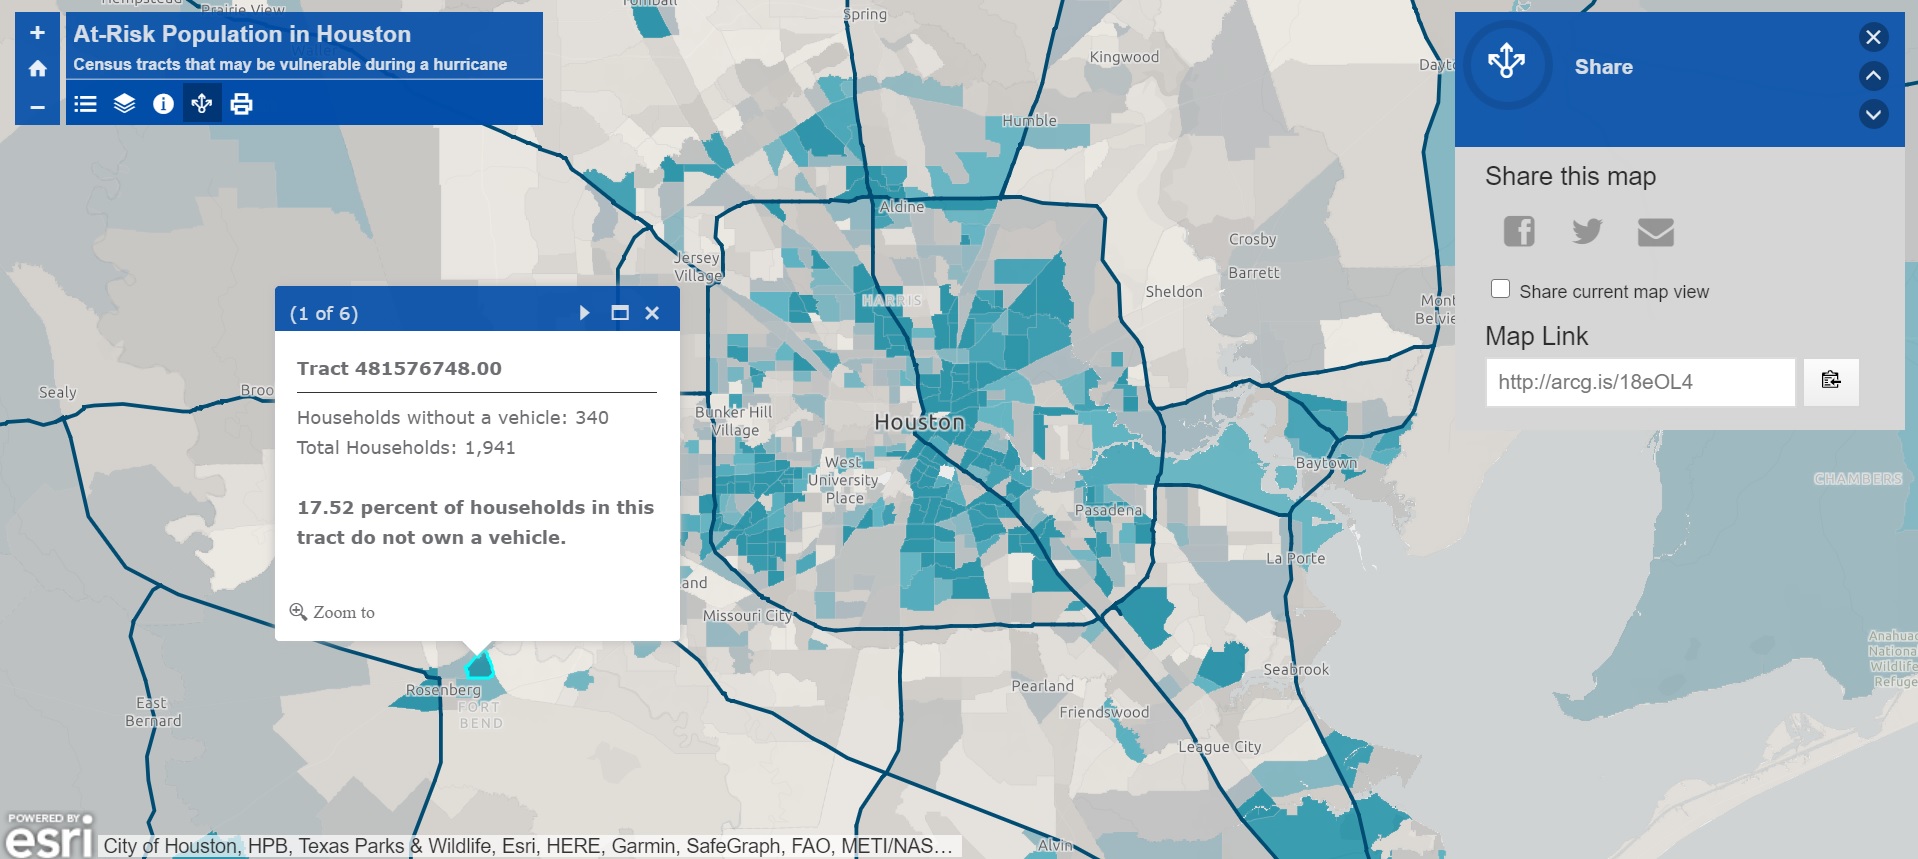 Hempstead
Prairie View
Tomball
Spring
Kingwood
At-Risk Population in Houston
Waller
Census tracts that may be vulnerable during a hurricane
Share
Share this map
Share current map view
Map Link
http://arcg.is/18eOL4
Humble
Aldine
Jersey
Village
Crosby
Barrett
Sheldon
HARRIS
Mont
Belvie
Dayto
(1 of 6)
Tract 481576748.00
Households without a vehicle: 340
Total Households: 1,941
17.52 percent of households in this
tract do not own a vehicle.
Zoom to
Sealy
Broo
Bunker Hill
Village
Houston
West
University
Place
Baytown
Pasadena
CHAMBERS
La Porte
and
Missouri City
Anahuac
National
Wildlife
Refuge
Rosenberg
FORT
BEND
East
Bernard
Pearland
Seabrook
Friendswood
League City
Alvin
POWERED BY
esri
City of Houston, HPB, Texas Parks & Wildlife, Esri, HERE, Garmin, SafeGraph, FAO, METI/NAS...